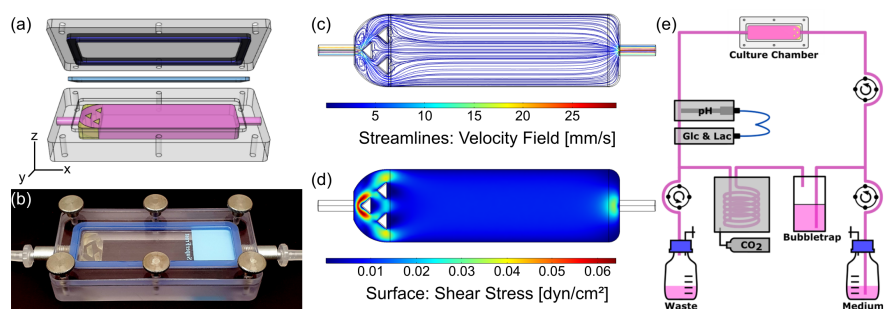 (a)
z
y
x
(b)
(c)
5 10 15 20 25
Streamlines: Velocity Field [mm/s]
(d)
0.01 0.02 0.03 0.04 0.05 0.06
Surface: Shear Stress [dyn/cm²]
(e)
Culture Chamber
pH
Glc & Lac
CO₂
Bubbletrap
Waste
Medium